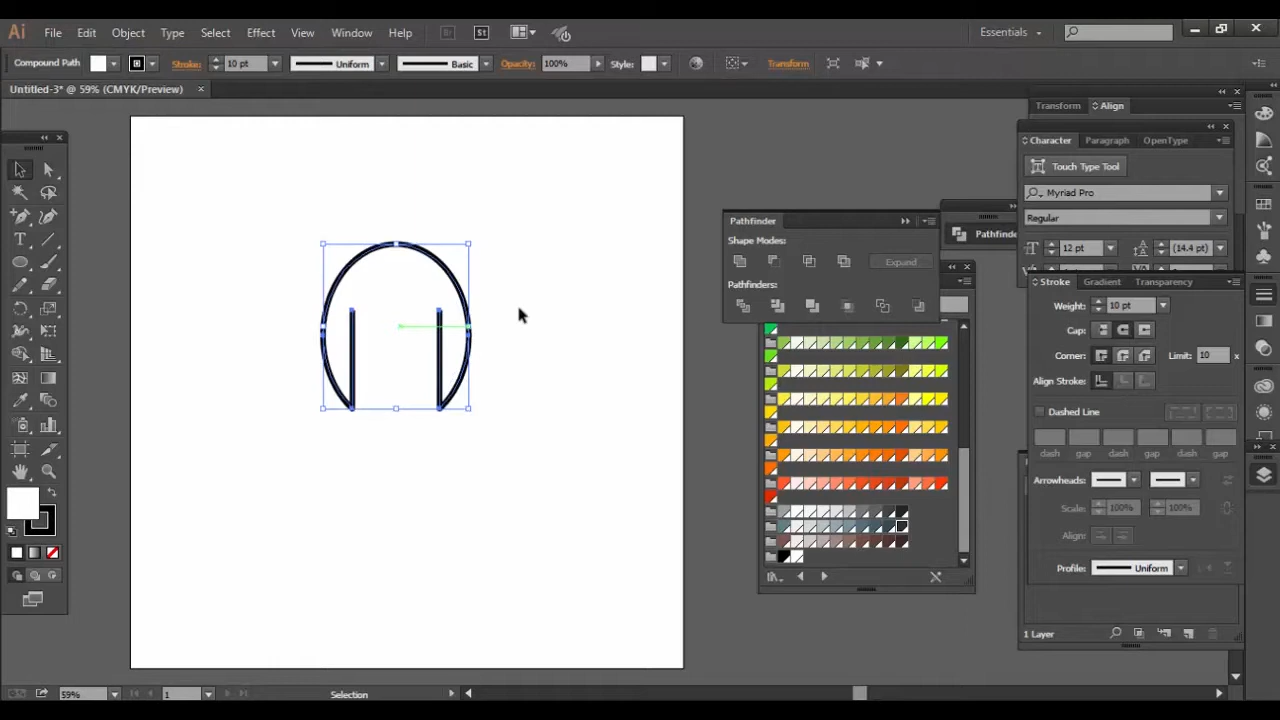 Ai File Edit Object Type Select Effect View Window Help Br St Essentials
Compound Path Stroke: 10 pt Uniform Basic Opacity: 100% Style: Transform
Untitled-3* @ 59% (CMYK/Preview) ×
Transform Align
Character Paragraph OpenType
Touch Type Tool
Myriad Pro
Regular
12 pt (14.4 pt)
Pathfinder
Pathfinder
Shape Modes:
Expand
Pathfinders:
Stroke Gradient Transparency
Weight: 10 pt
Cap:
Corner: Limit: 10 x
Align Stroke:
Dashed Line
dash gap dash gap dash gap
Arrowheads:
Scale: 100% 100%
Align:
Profile: Uniform
1 Layer
59% 1 Selection